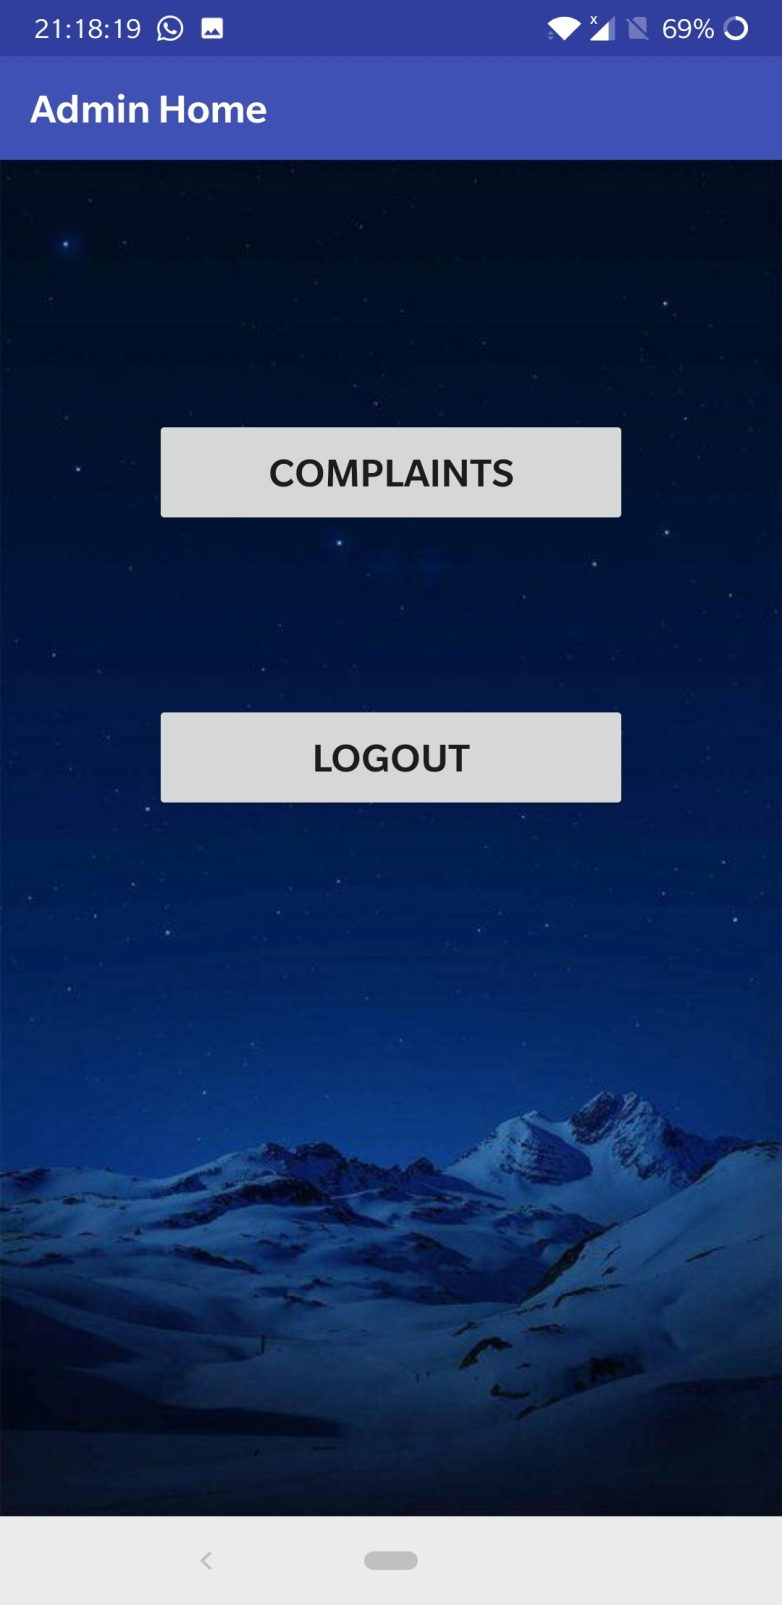 21:18:19 x 69%
Admin Home
COMPLAINTS
LOGOUT